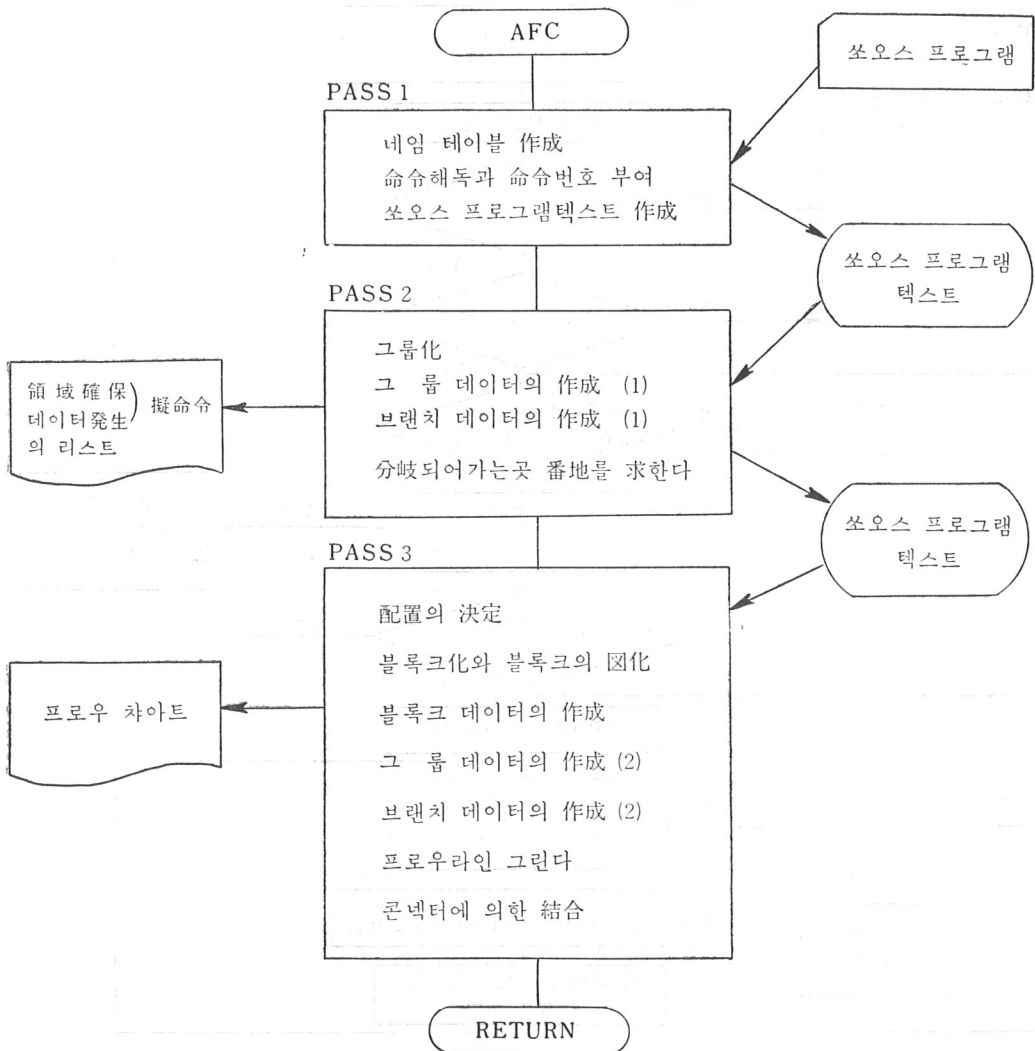 AFC
쏘오스 프로그램
PASS 1
네임 테이블 作成
命令해독과 命令번호 부여
쏘오스 프로그램텍스트 作成
쏘오스 프로그램
텍스트
PASS 2
그룹化
그 룹 데이터의 作成 (1)
브랜치 데이터의 作成 (1)
分岐되어가는곳 番地를 求한다
領域確保
데이터発生) 擬命令
의 리스트
쏘오스 프로그램
텍스트
PASS 3
配置의 決定
블록크化와 블록크의 図化
블록크 데이터의 作成
그 룹 데이터의 作成 (2)
브랜치 데이터의 作成 (2)
프로우라인 그린다
콘넥터에 의한 結合
프로우 챠아트
RETURN